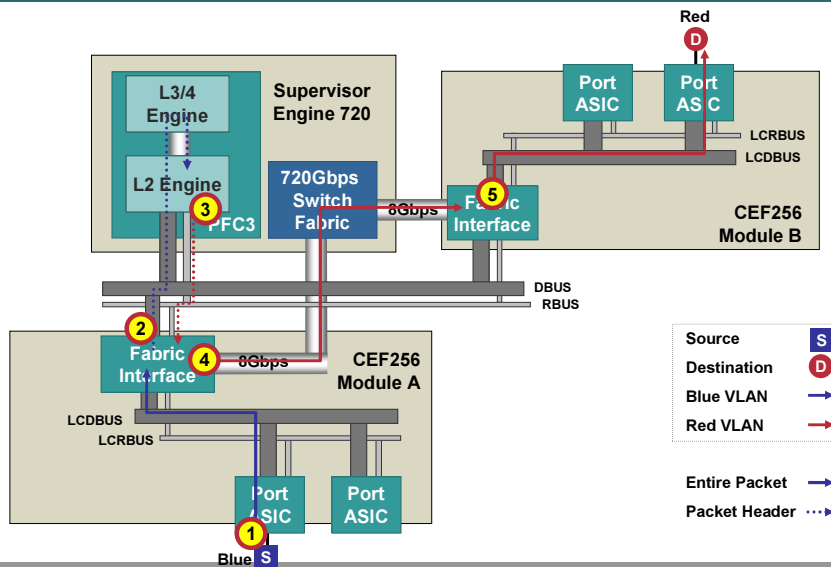 Red
D
L3/4
Engine
Supervisor
Engine 720
Port
ASIC
Port
ASIC
LCRBUS
LCDBUS
L2 Engine
3
PFC3
720Gbps
Switch
Fabric
8Gbps
5
Fabric
Interface
CEF256
Module B
DBUS
RBUS
2
Fabric
Interface
4
8Gbps
CEF256
Module A
LCDBUS
LCRBUS
Port
ASIC
Port
ASIC
1
Blue
S
Source
S
Destination
D
Blue VLAN
Red VLAN
Entire Packet
Packet Header